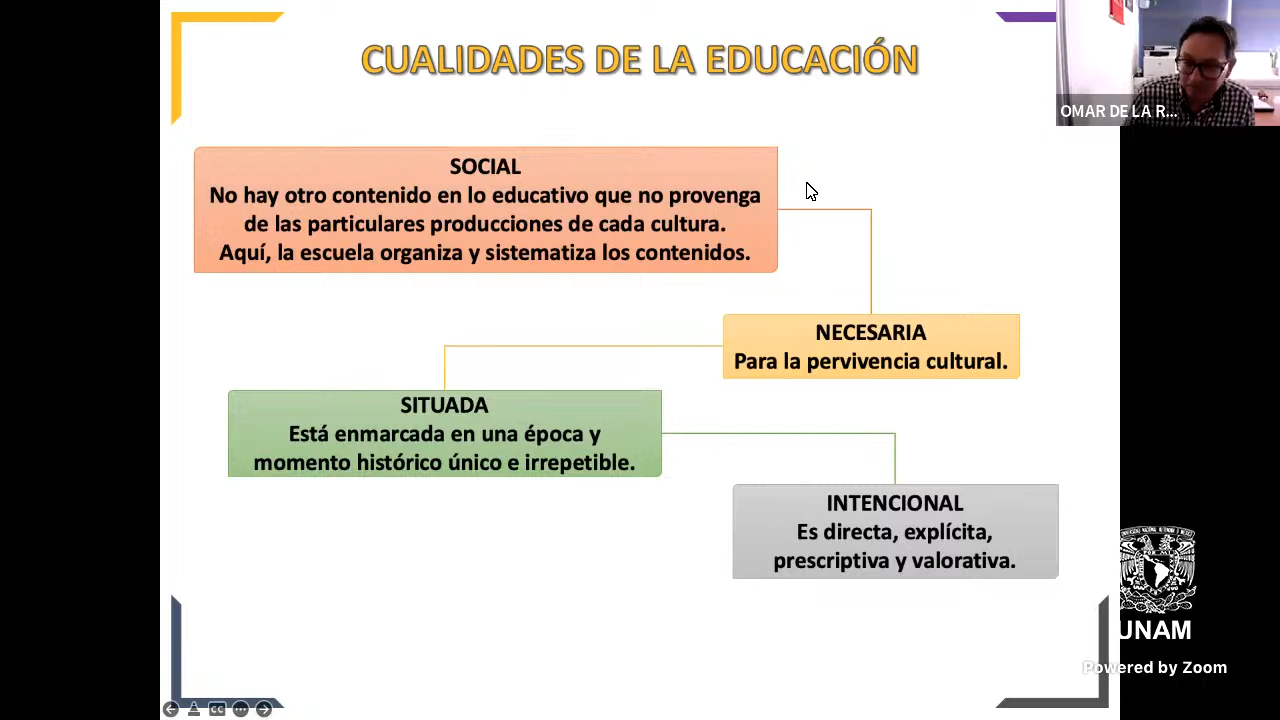 CUALIDADES DE LA EDUCACIÓN
OMAR DE LA R...
SOCIAL
No hay otro contenido en lo educativo que no provenga
de las particulares producciones de cada cultura.
Aquí, la escuela organiza y sistematiza los contenidos.
NECESARIA
Para la pervivencia cultural.
SITUADA
Está enmarcada en una época y
momento histórico único e irrepetible.
INTENCIONAL
Es directa, explícita,
prescriptiva y valorativa.
UNAM
Powered by Zoom
CC